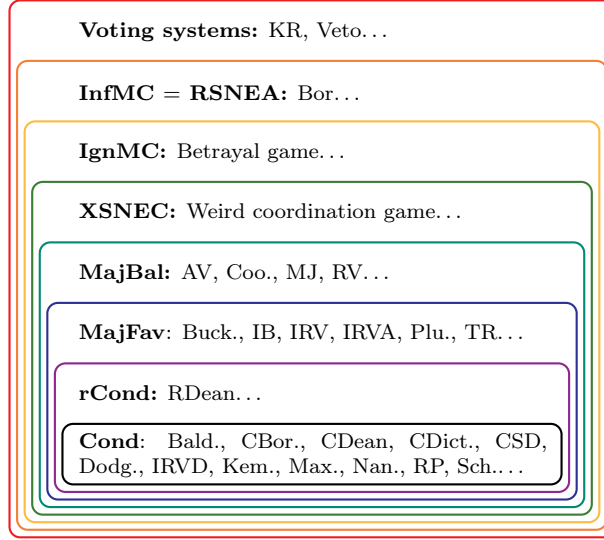 Voting systems: KR, Veto...
InfMC = RSNEA: Bor...
IgnMC: Betrayal game...
XSNEC: Weird coordination game...
MajBal: AV, Coo., MJ, RV...
MajFav: Buck., IB, IRV, IRVA, Plu., TR...
rCond: RDean...
Cond: Bald., CBor., CDean, CDict., CSD,
Dodg., IRVD, Kem., Max., Nan., RP, Sch....